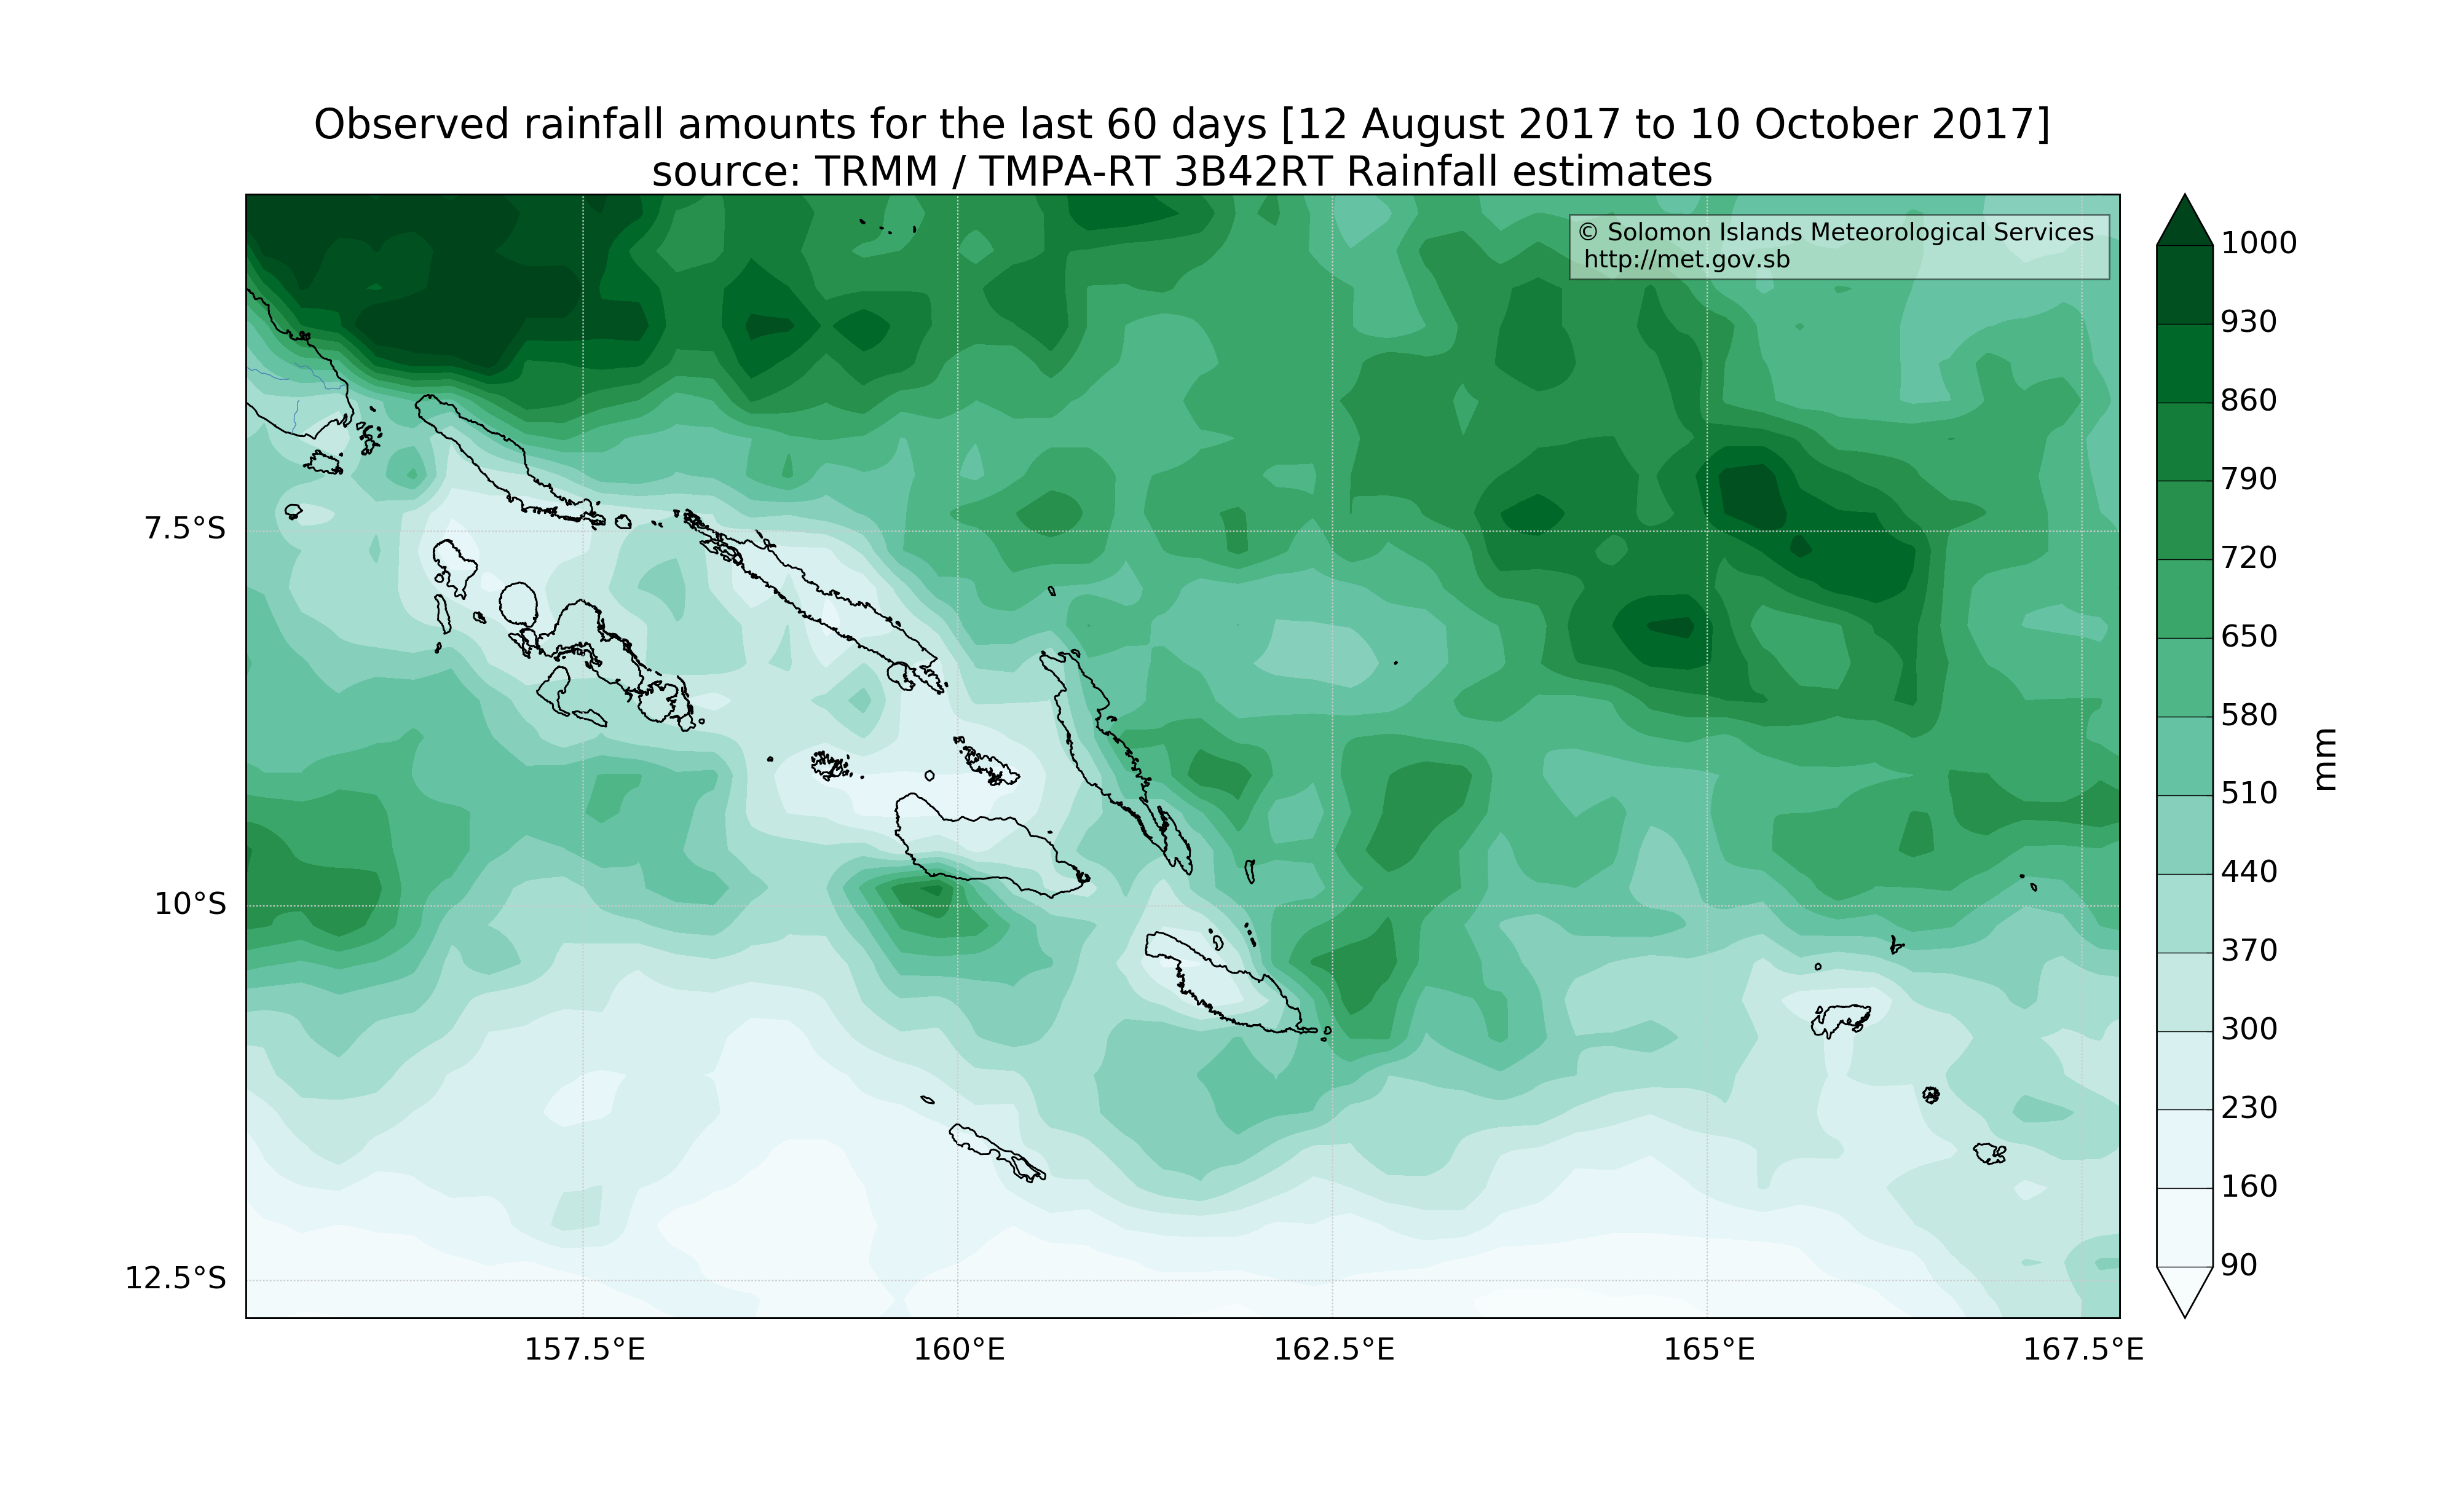 Observed rainfall amounts for the last 60 days [12 August 2017 to 10 October 2017]
source: TRMM / TMPA-RT 3B42RT Rainfall estimates
© Solomon Islands Meteorological Services
http://met.gov.sb
7.5°S
10°S
12.5°S
157.5°E
160°E
162.5°E
165°E
167.5°E
1000
930
860
790
720
650
580
510
440
370
300
230
160
90
mm